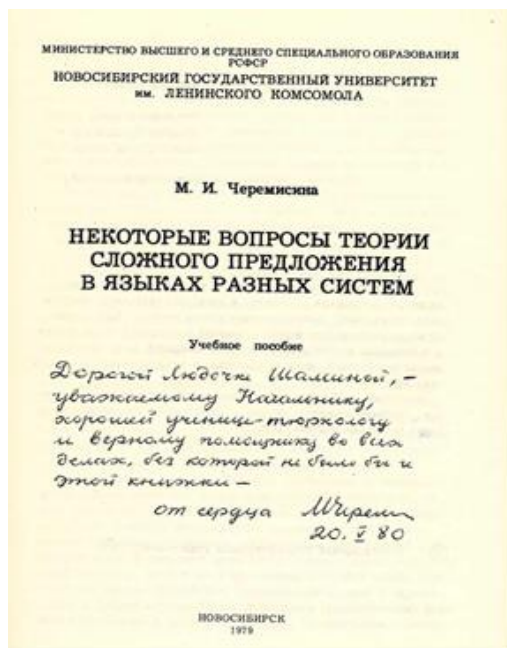 МИНИСТЕРСТВО ВЫСШЕГО И СРЕДНЕГО СПЕЦИАЛЬНОГО ОБРАЗОВАНИЯ
РСФСР
НОВОСИБИРСКИЙ ГОСУДАРСТВЕННЫЙ УНИВЕРСИТЕТ
им. ЛЕНИНСКОГО КОМСОМОЛА
М. И. Черемисина
НЕКОТОРЫЕ ВОПРОСЫ ТЕОРИИ
СЛОЖНОГО ПРЕДЛОЖЕНИЯ
В ЯЗЫКАХ РАЗНЫХ СИСТЕМ
Учебное пособие
Дорогой Людочке Шаминой, –
уважаемому Начальнику,
хорошей ученице-тюркологу
и верному помощнику во всех
делах, без которой не было бы и
этой книжки –
от сердца МЧерем
20. V 80
НОВОСИБИРСК
1979